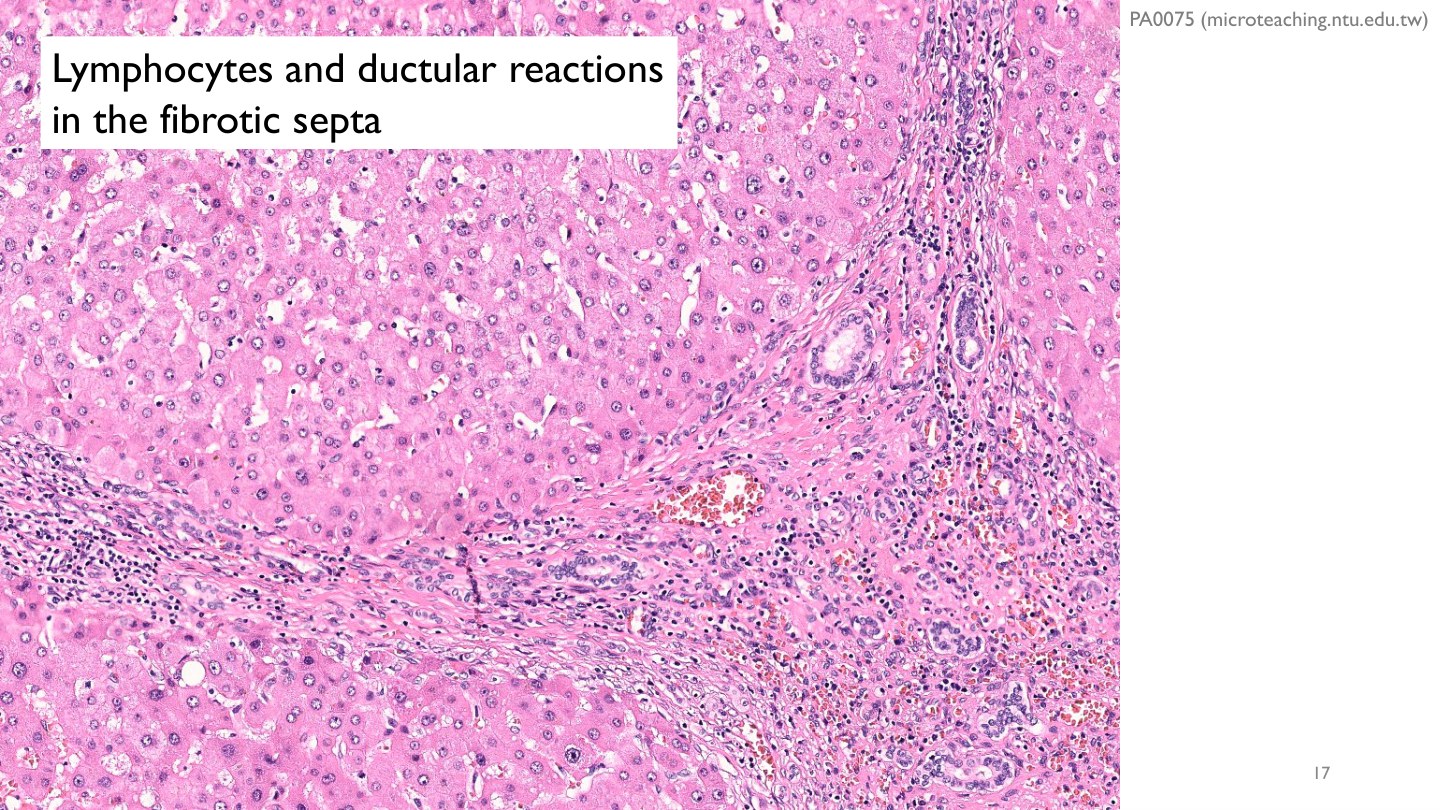 PA0075 (microteaching.ntu.edu.tw)
Lymphocytes and ductular reactions
in the fibrotic septa
17